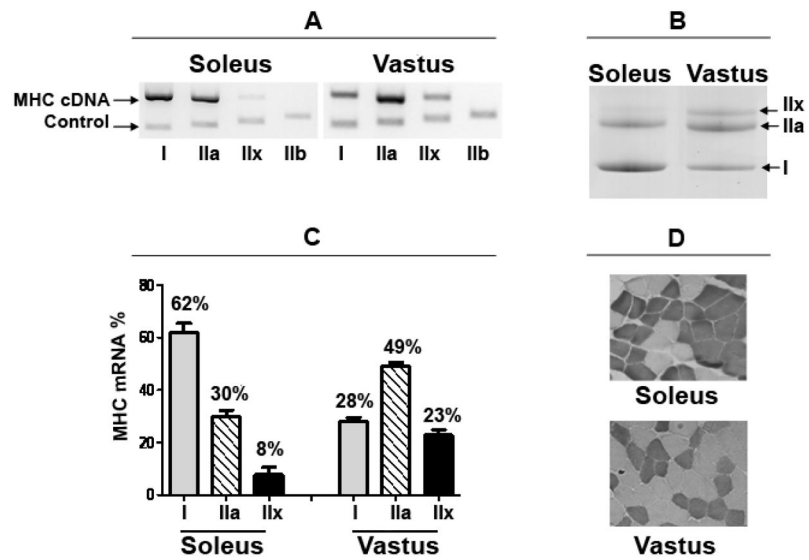 A
Soleus Vastus
MHC cDNA
Control
I IIa IIx IIb I IIa IIx IIb
B
Soleus Vastus
IIx
IIa
I
C
MHC mRNA %
80
60
40
20
0
62%
30%
8%
28%
49%
23%
I IIa IIx I IIa IIx
Soleus Vastus
D
Soleus
Vastus